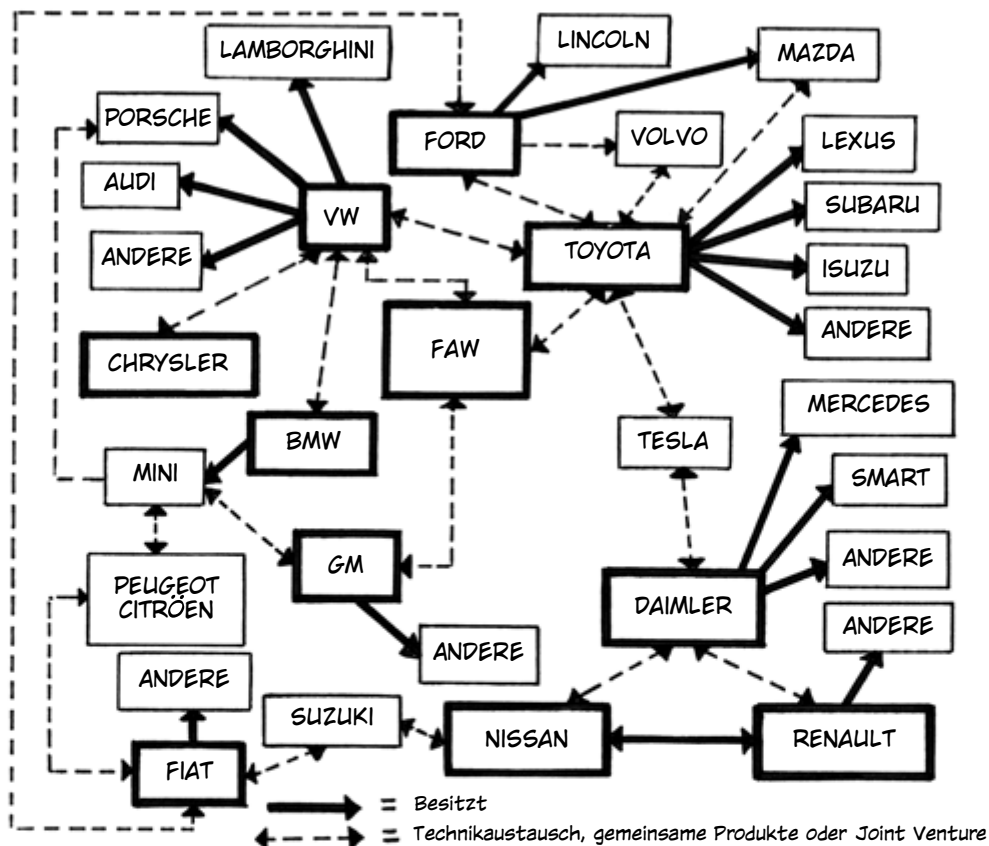 LAMBORGHINI
LINCOLN
MAZDA
PORSCHE
FORD
VOLVO
LEXUS
AUDI
VW
SUBARU
TOYOTA
ANDERE
ISUZU
ANDERE
CHRYSLER
FAW
MERCEDES
BMW
TESLA
MINI
SMART
GM
ANDERE
PEUGEOT
CITRÖEN
DAIMLER
ANDERE
ANDERE
ANDERE
SUZUKI
NISSAN
RENAULT
FIAT
= Besitzt
= Technikaustausch, gemeinsame Produkte oder Joint Venture